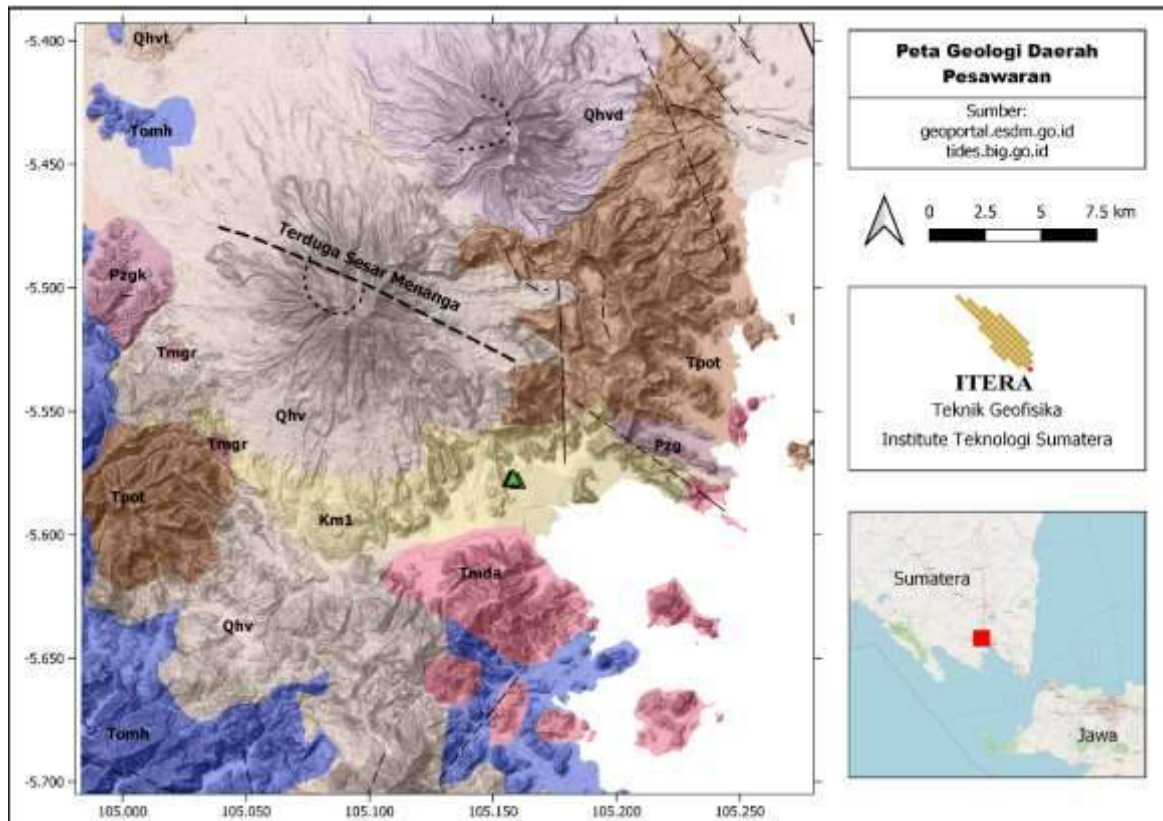 Peta Geologi Daerah
Pesawaran
Sumber:
geoportal.esdm.go.id
tides.big.go.id
0 2.5 5 7.5 km
ITERA
Teknik Geofisika
Institute Teknologi Sumatera
Sumatera
Jawa
-5.400
-5.450
-5.500
-5.550
-5.600
-5.650
-5.700
105.000 105.050 105.100 105.150 105.200 105.250
Qhvt
Tomh
Qhvd
Terduga Sesar Menanga
Pzgk
Tmgr
Tpot
Qhv
Tmgr
Pzg
Tpot
Km1
Tmda
Qhv
Tomh